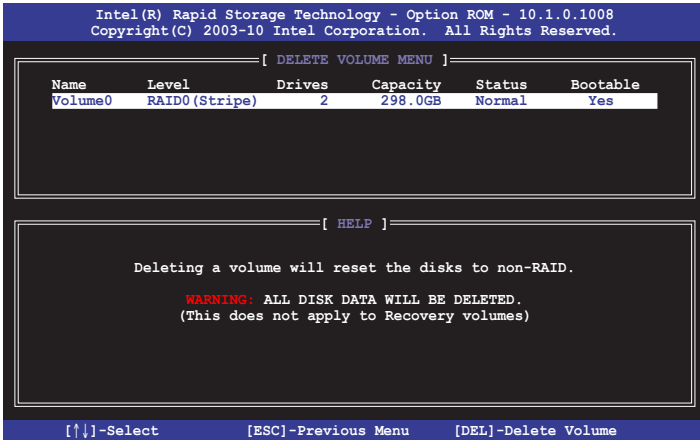 Intel(R) Rapid Storage Technology - Option ROM - 10.1.0.1008
Copyright(C) 2003-10 Intel Corporation.  All Rights Reserved.
[ DELETE VOLUME MENU ]
Name Level Drives Capacity Status Bootable
Volume0 RAID0(Stripe) 2 298.0GB Normal Yes
[ HELP ]
Deleting a volume will reset the disks to non-RAID.
WARNING: ALL DISK DATA WILL BE DELETED.
(This does not apply to Recovery volumes)
[↑↓]-Select [ESC]-Previous Menu [DEL]-Delete Volume